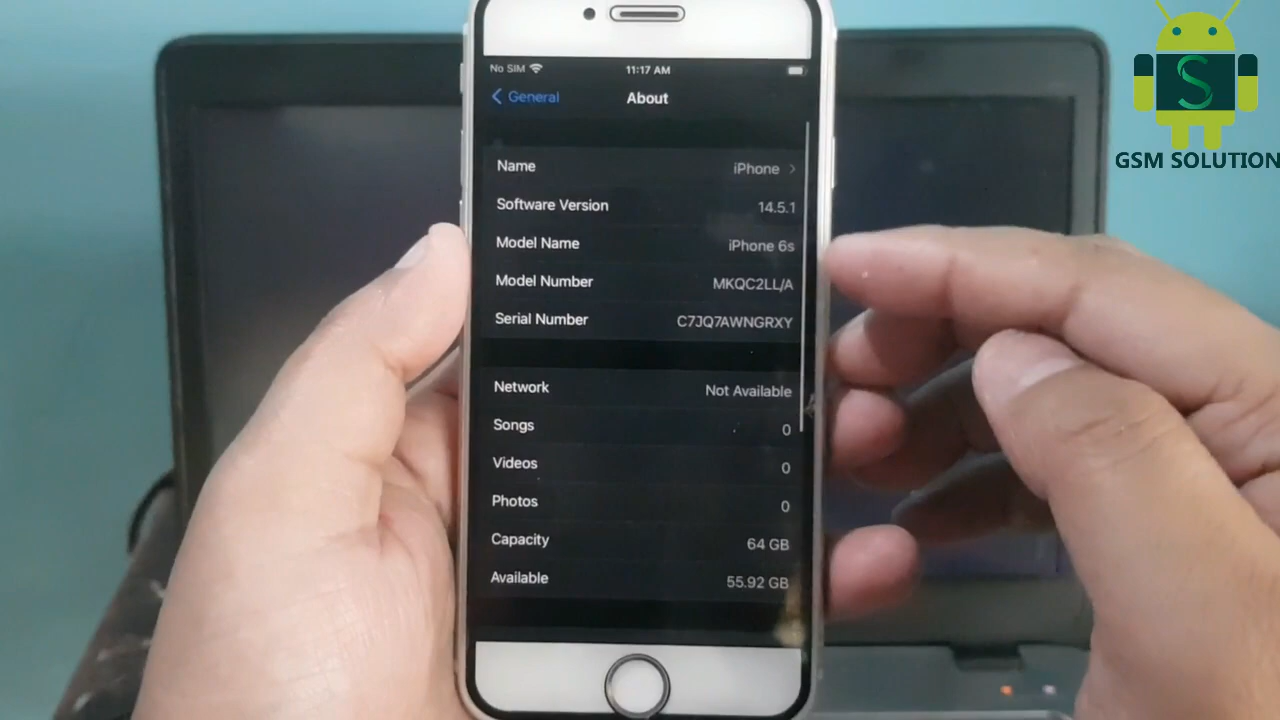 No SIM 11:17 AM
General About
Name iPhone
Software Version 14.5.1
Model Name iPhone 6s
Model Number MKQC2LL/A
Serial Number C7JQ7AWNGRXY
Network Not Available
Songs 0
Videos 0
Photos 0
Capacity 64 GB
Available 55.92 GB
S
GSM SOLUTION